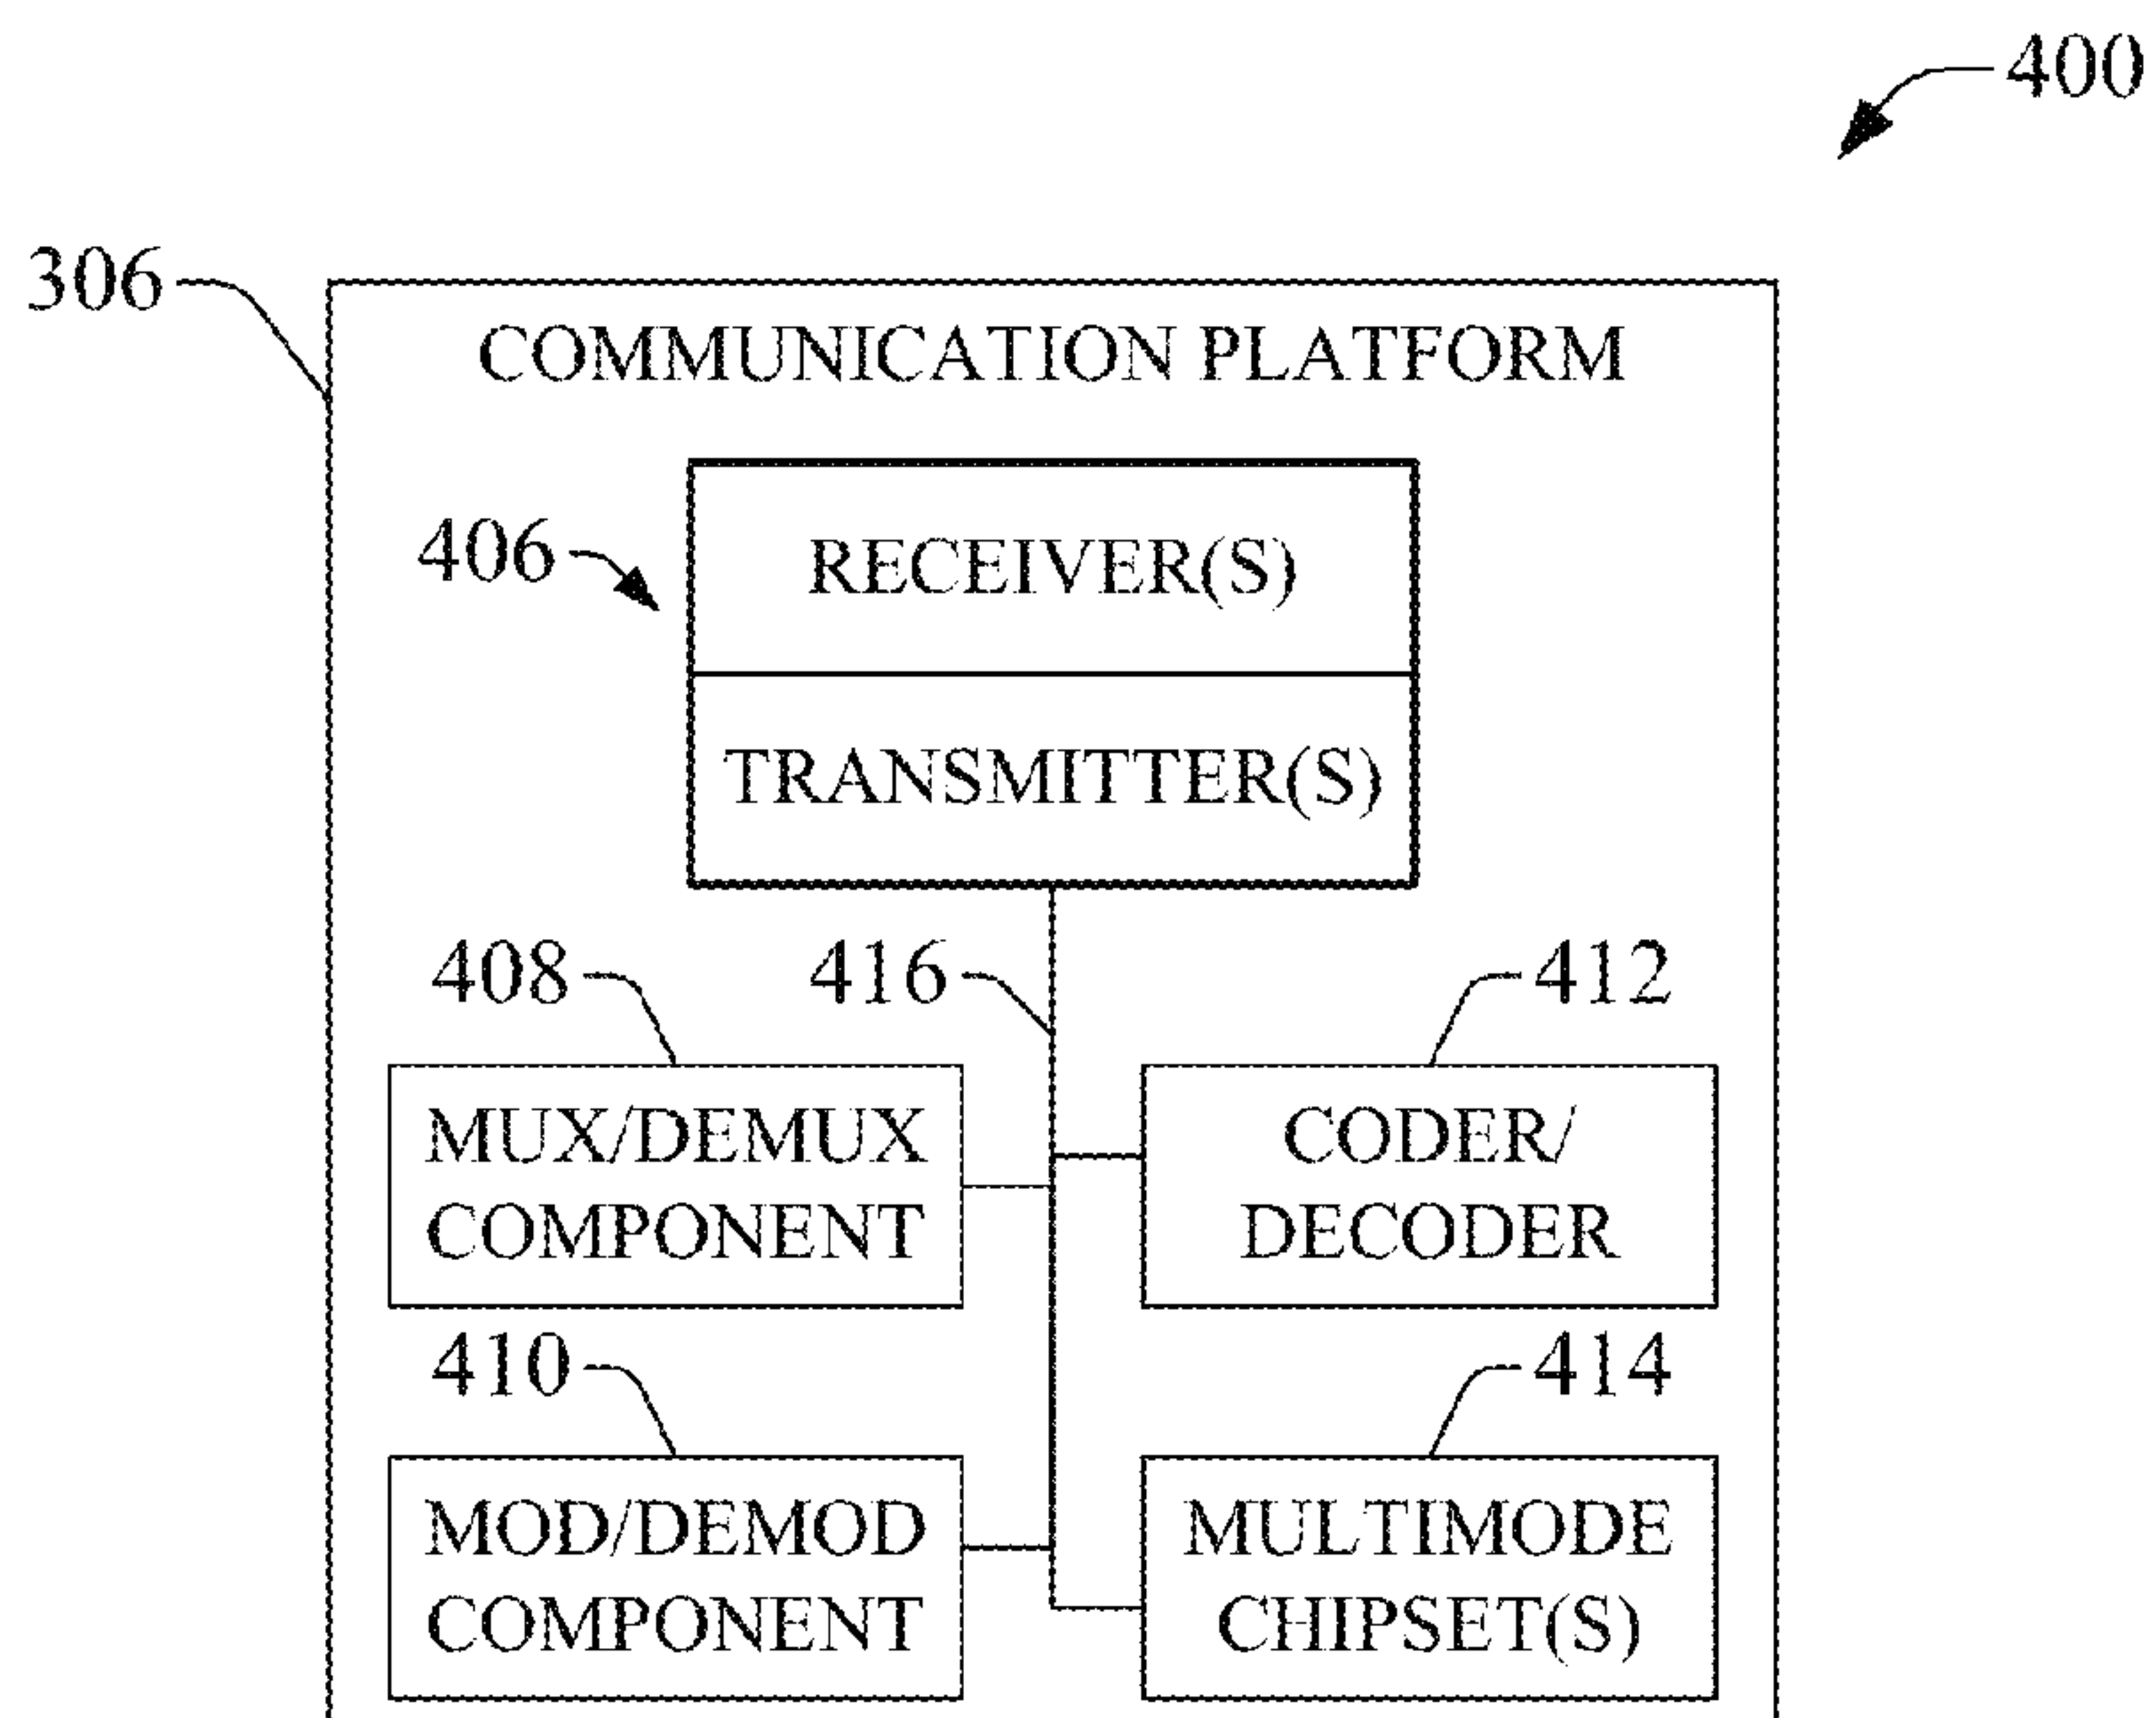 400
306
COMMUNICATION PLATFORM
406
RECEIVER(S)
TRANSMITTER(S)
408
416
412
MUX/DEMUX
COMPONENT
CODER/
DECODER
410
414
MOD/DEMOD
COMPONENT
MULTIMODE
CHIPSET(S)